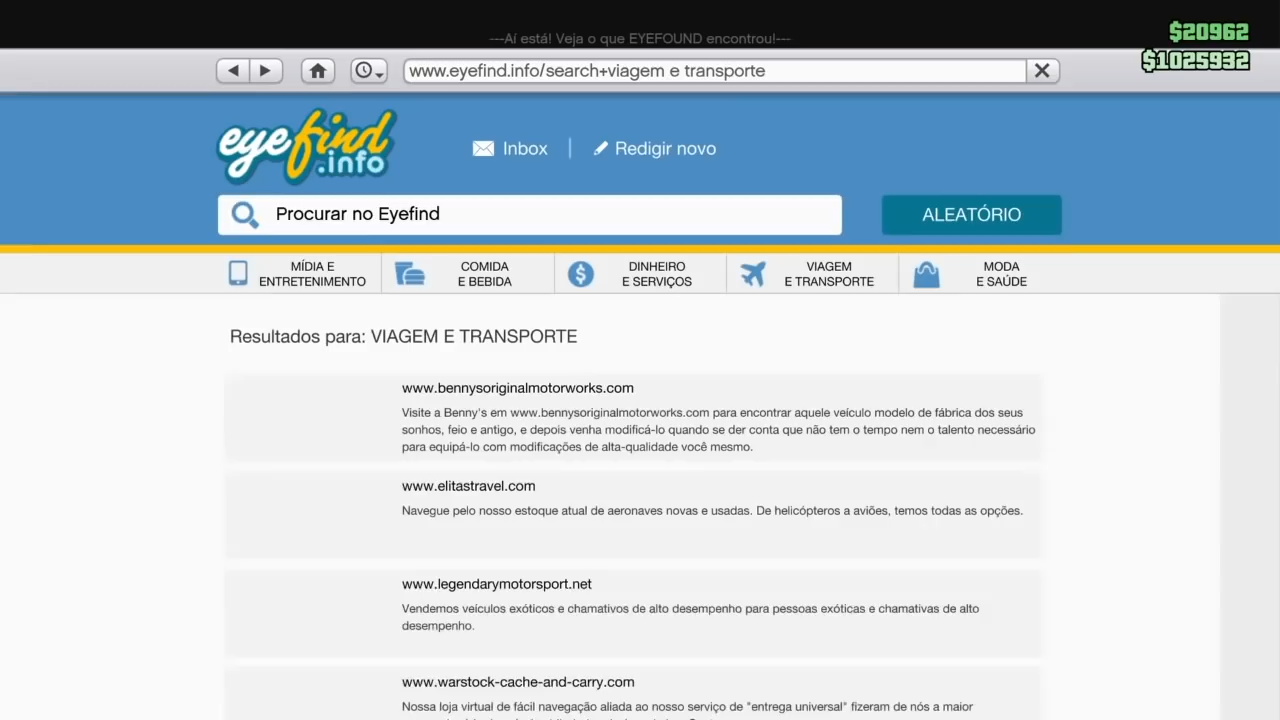 ---Aí está! Veja o que EYEFOUND encontrou!---
$20962
$1025932
www.eyefind.info/search+viagem e transporte
eyefind
.info
Inbox
Redigir novo
Procurar no Eyefind
ALEATÓRIO
MÍDIA E
ENTRETENIMENTO
COMIDA
E BEBIDA
DINHEIRO
E SERVIÇOS
VIAGEM
E TRANSPORTE
MODA
E SAÚDE
Resultados para: VIAGEM E TRANSPORTE
www.bennysoriginalmotorworks.com
Visite a Benny's em www.bennysoriginalmotorworks.com para encontrar aquele veículo modelo de fábrica dos seus
sonhos, feio e antigo, e depois venha modificá-lo quando se der conta que não tem o tempo nem o talento necessário
para equipá-lo com modificações de alta-qualidade você mesmo.
www.elitastravel.com
Navegue pelo nosso estoque atual de aeronaves novas e usadas. De helicópteros a aviões, temos todas as opções.
www.legendarymotorsport.net
Vendemos veículos exóticos e chamativos de alto desempenho para pessoas exóticas e chamativas de alto
desempenho.
www.warstock-cache-and-carry.com
Nossa loja virtual de fácil navegação aliada ao nosso serviço de "entrega universal" fizeram de nós a maior